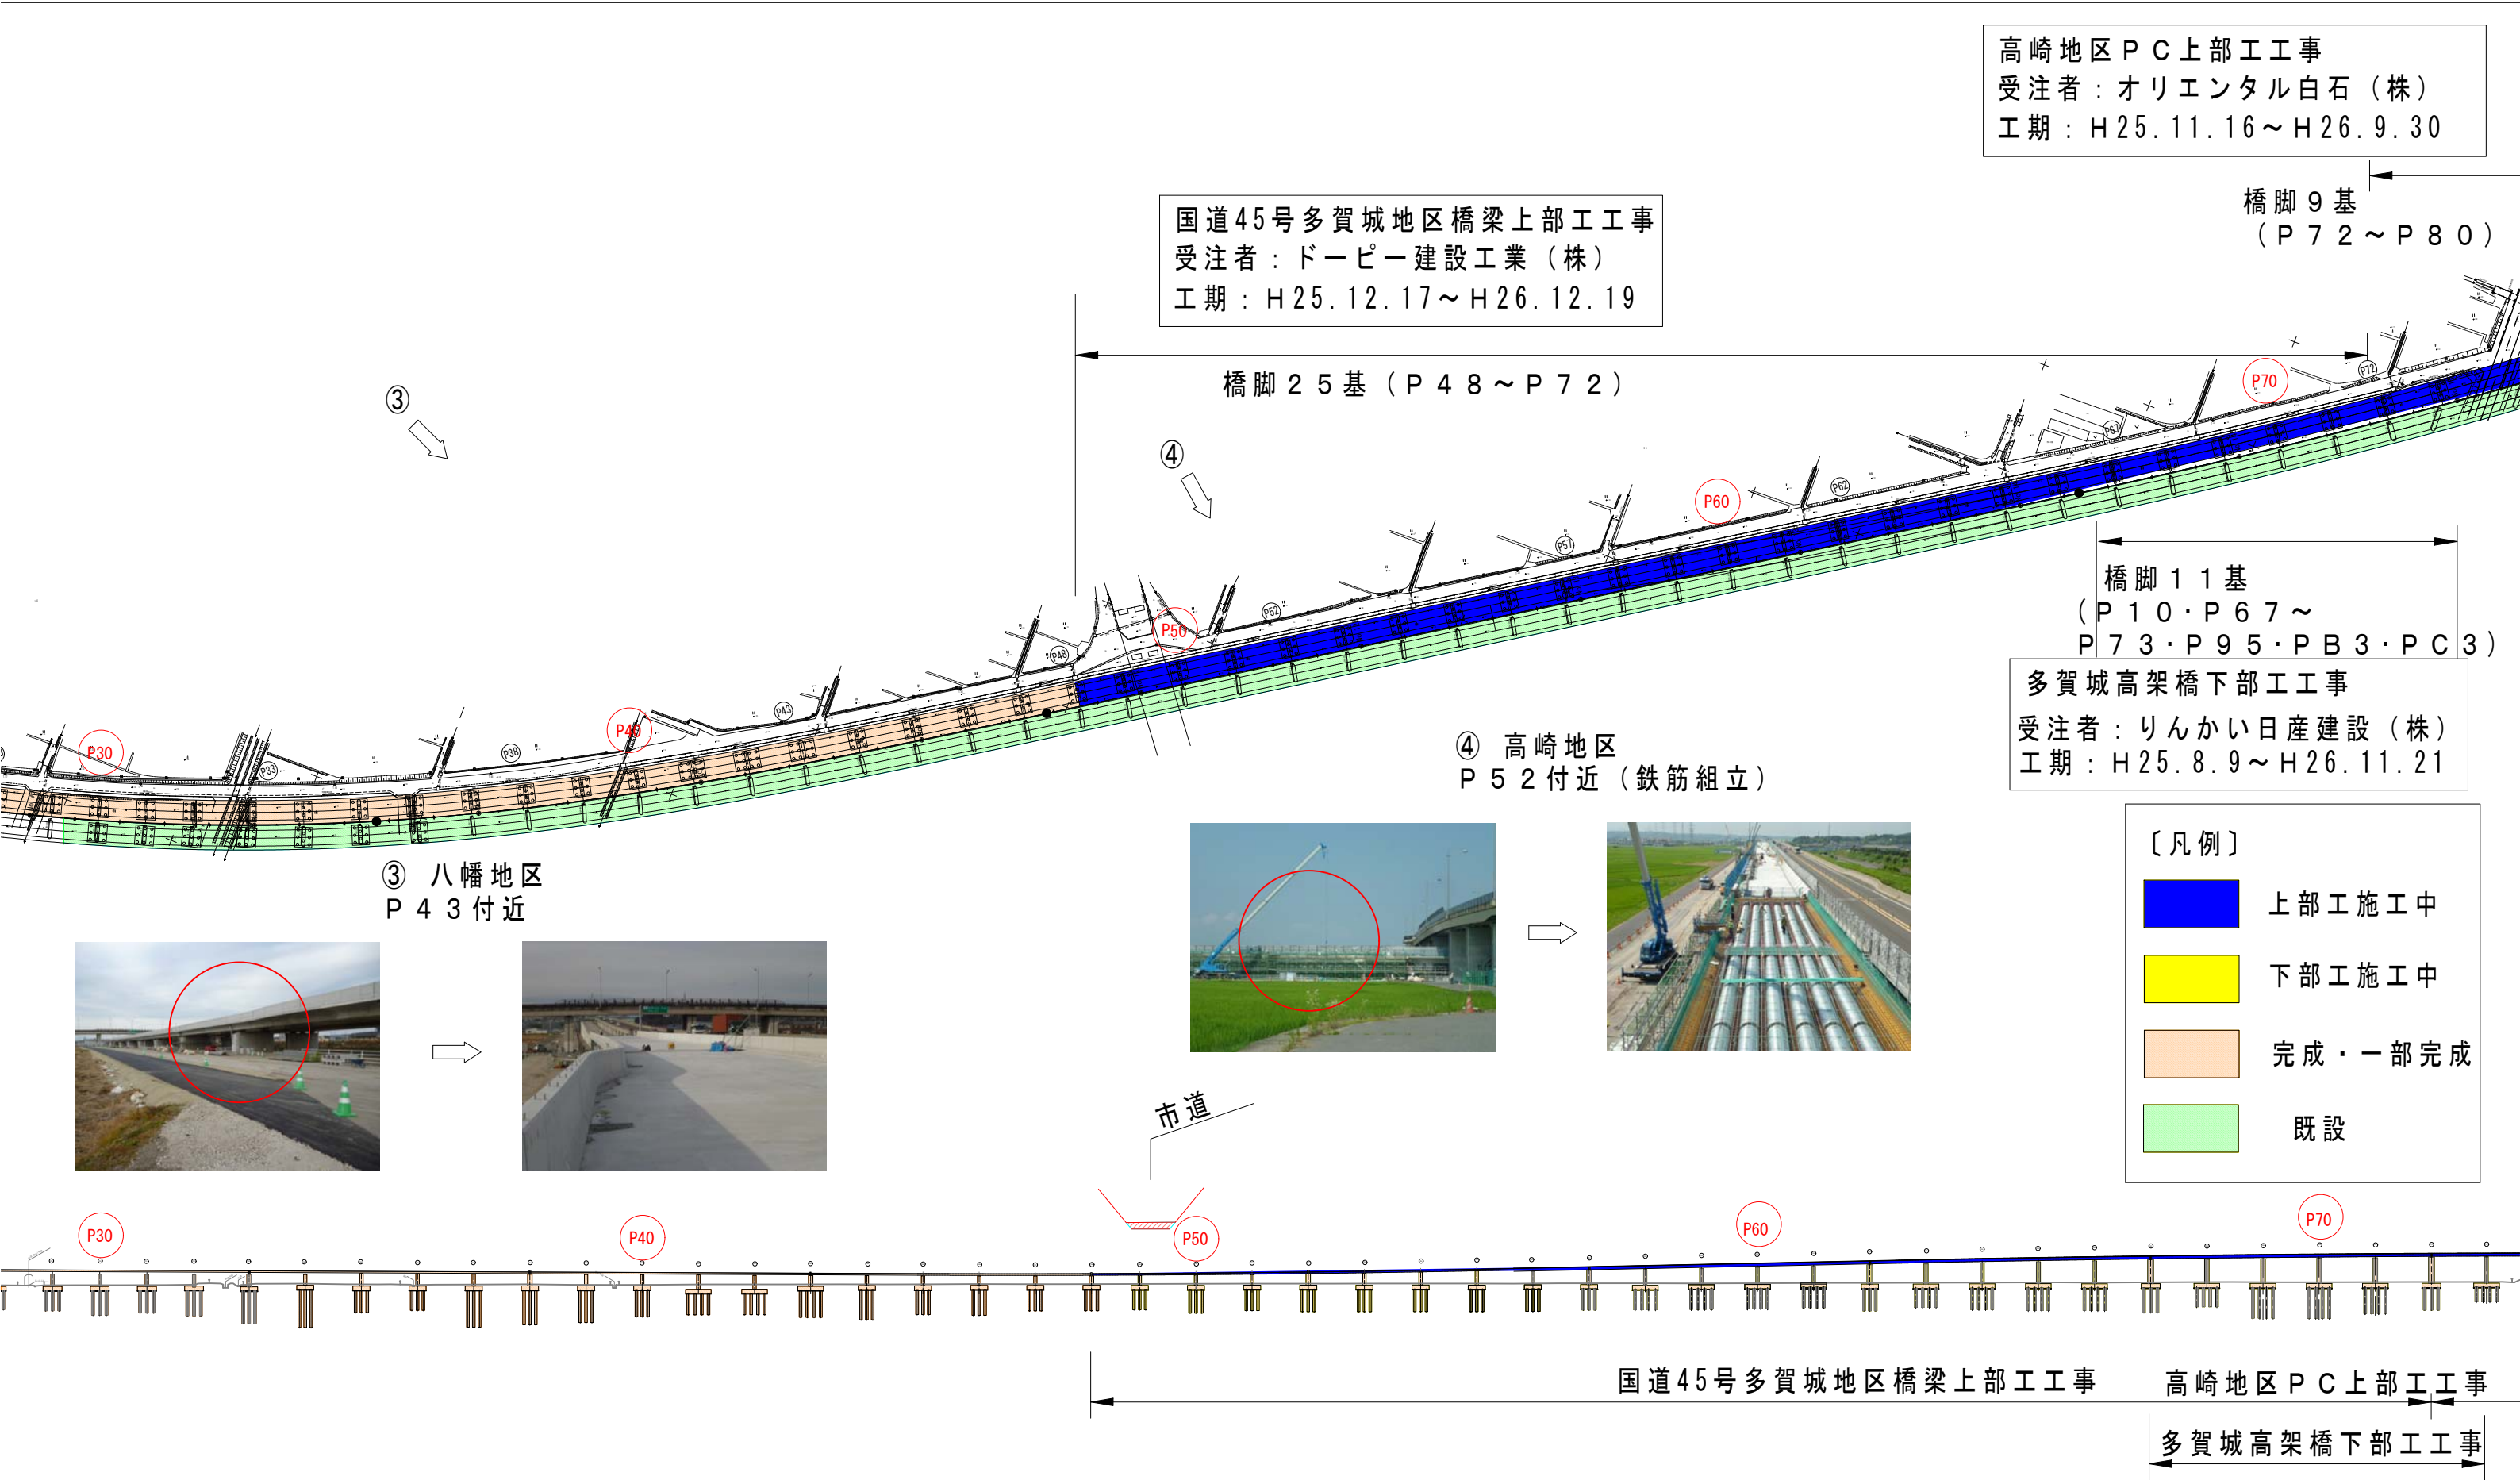 高崎地区ＰＣ上部工工事
受注者：オリエンタル白石（株）
工期：Ｈ25.11.16～Ｈ26.9.30
橋脚９基
（Ｐ７２～Ｐ８０）
国道45号多賀城地区橋梁上部工工事
受注者：ドーピー建設工業（株）
工期：Ｈ25.12.17～Ｈ26.12.19
橋脚２５基（Ｐ４８～Ｐ７２）
③
④
P72
P70
P67
P62
P60
P57
P52
P50
P48
P43
P40
P38
P33
P30
橋脚１１基
（Ｐ１０・Ｐ６７～
Ｐ７３・Ｐ９５・ＰＢ３・ＰＣ３）
多賀城高架橋下部工工事
受注者：りんかい日産建設（株）
工期：Ｈ25.8.9～Ｈ26.11.21
④ 高崎地区
Ｐ５２付近（鉄筋組立）
③ 八幡地区
Ｐ４３付近
〔凡例〕
上部工施工中
下部工施工中
完成・一部完成
既設
市道
P30
P40
P50
P60
P70
国道45号多賀城地区橋梁上部工工事
高崎地区ＰＣ上部工工事
多賀城高架橋下部工工事